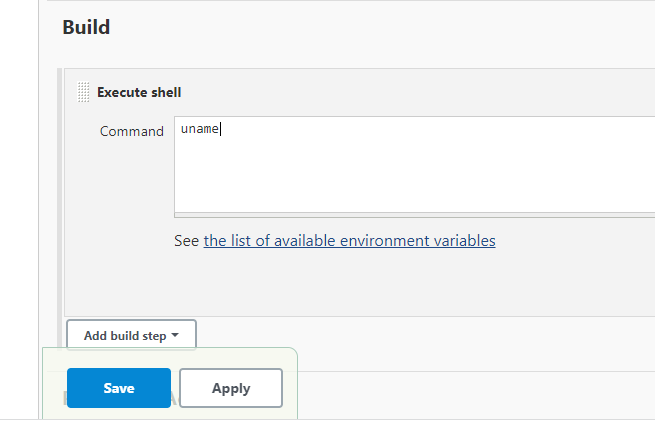 Build
Execute shell
Command uname
See the list of available environment variables
Add build step
Save Apply